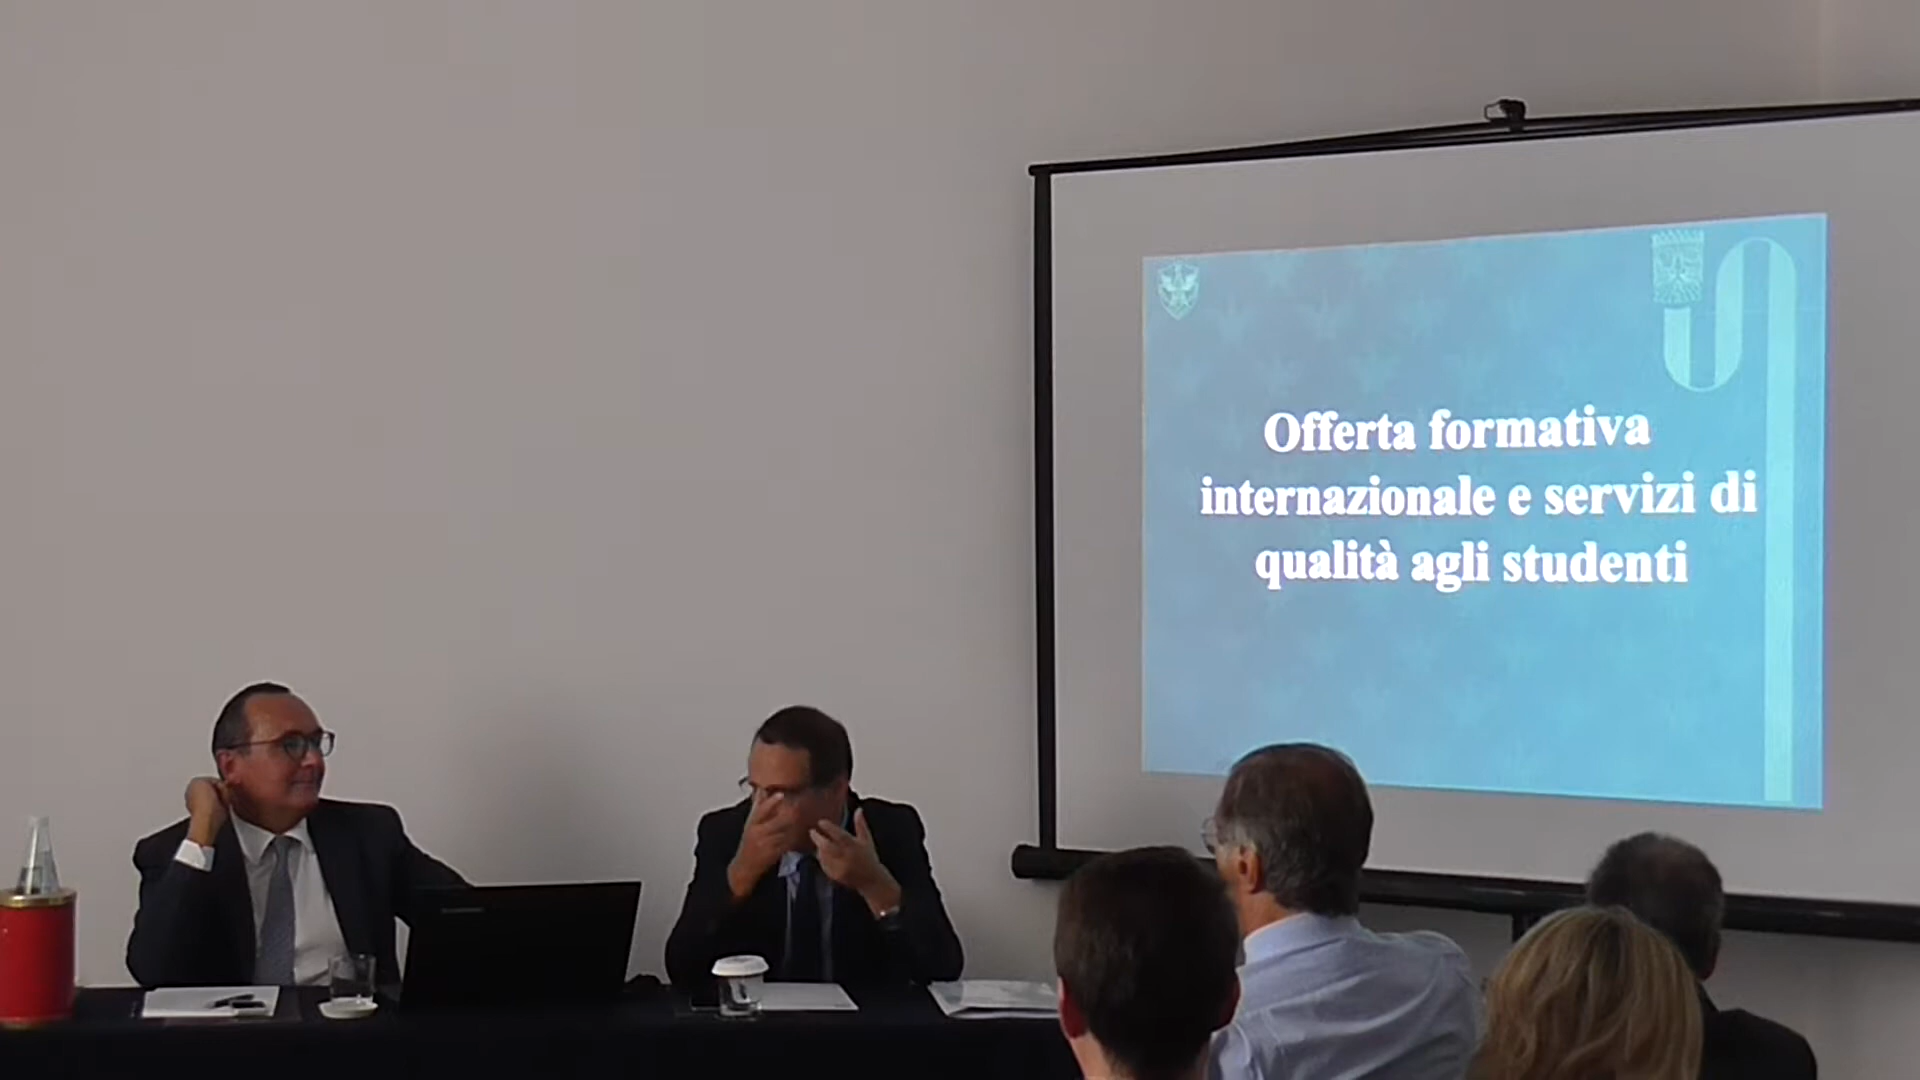 Offerta formativa
internazionale e servizi di
qualità agli studenti